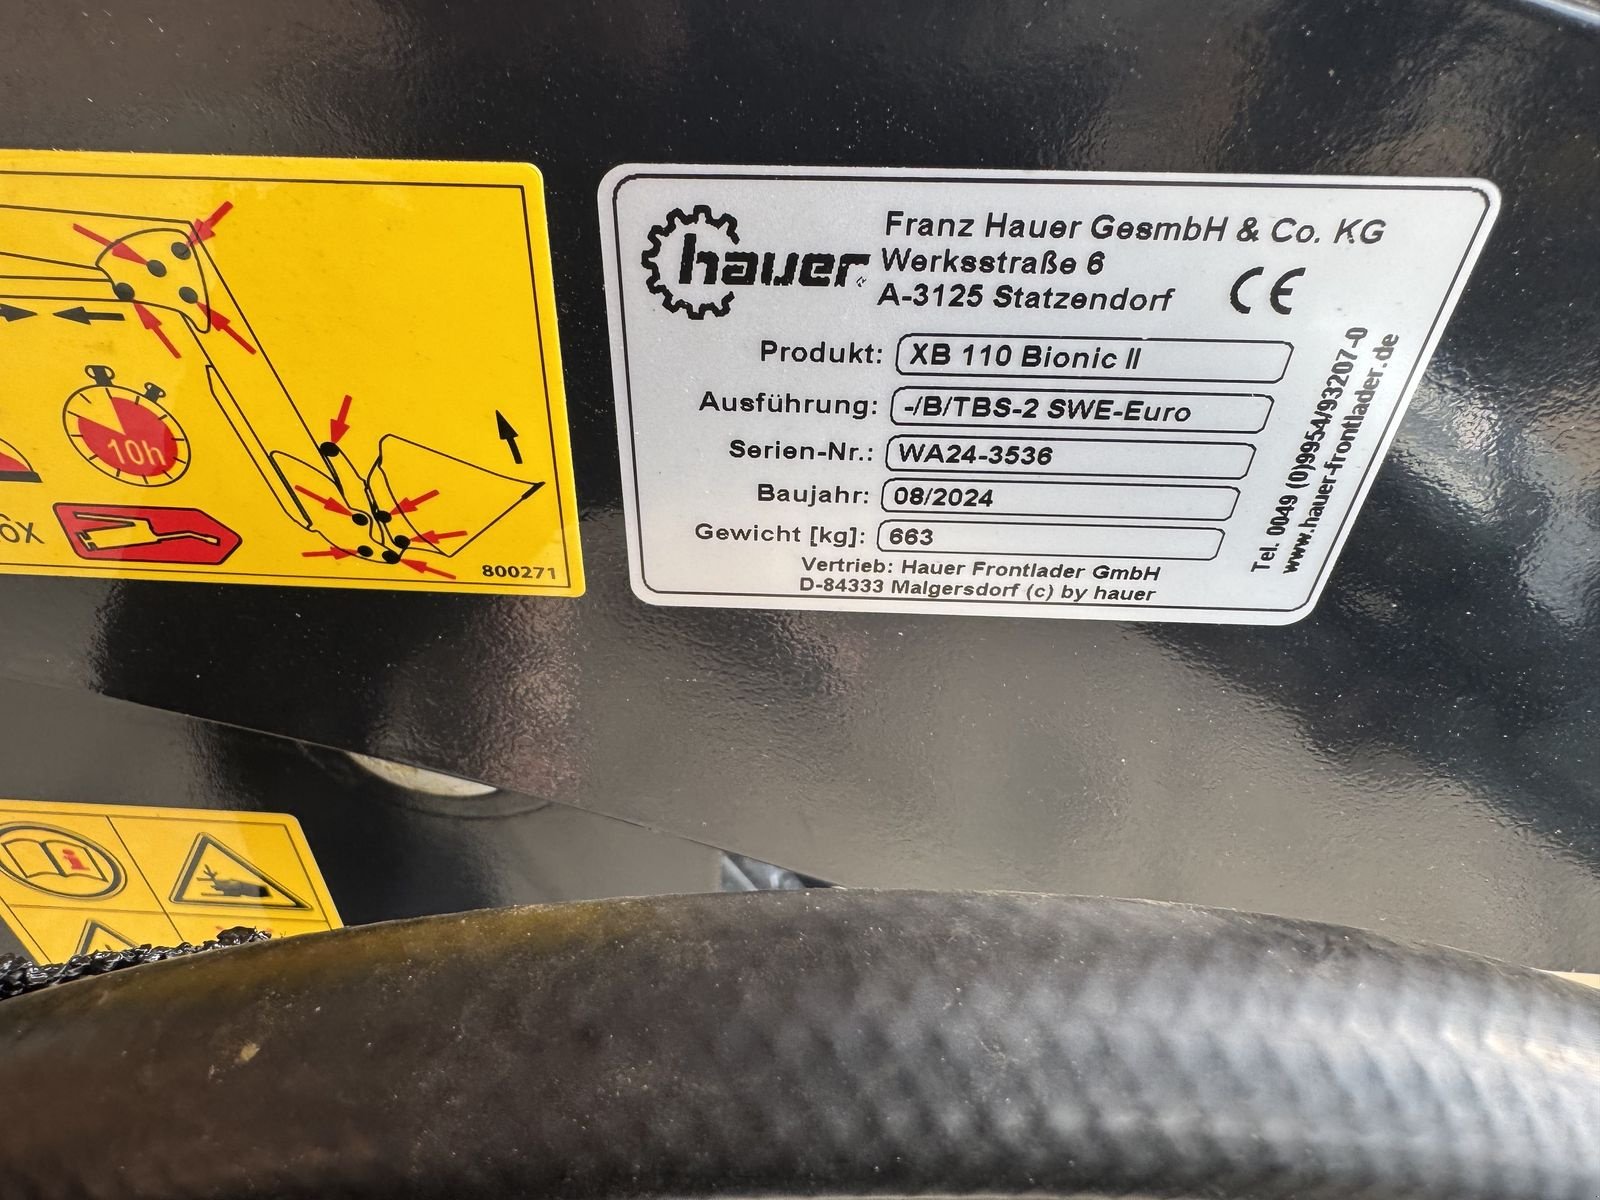 10h
800271
hauer
Franz Hauer GesmbH & Co. KG
Werksstraße 6
A-3125 Statzendorf
CE
Produkt: XB 110 Bionic II
Ausführung: -/B/TBS-2 SWE-Euro
Serien-Nr.: WA24-3536
Baujahr: 08/2024
Gewicht [kg]: 663
Vertrieb: Hauer Frontlader GmbH
D-84333 Malgersdorf (c) by hauer
Tel. 0049 (0)9954/93207-0
www.hauer-frontlader.de
i